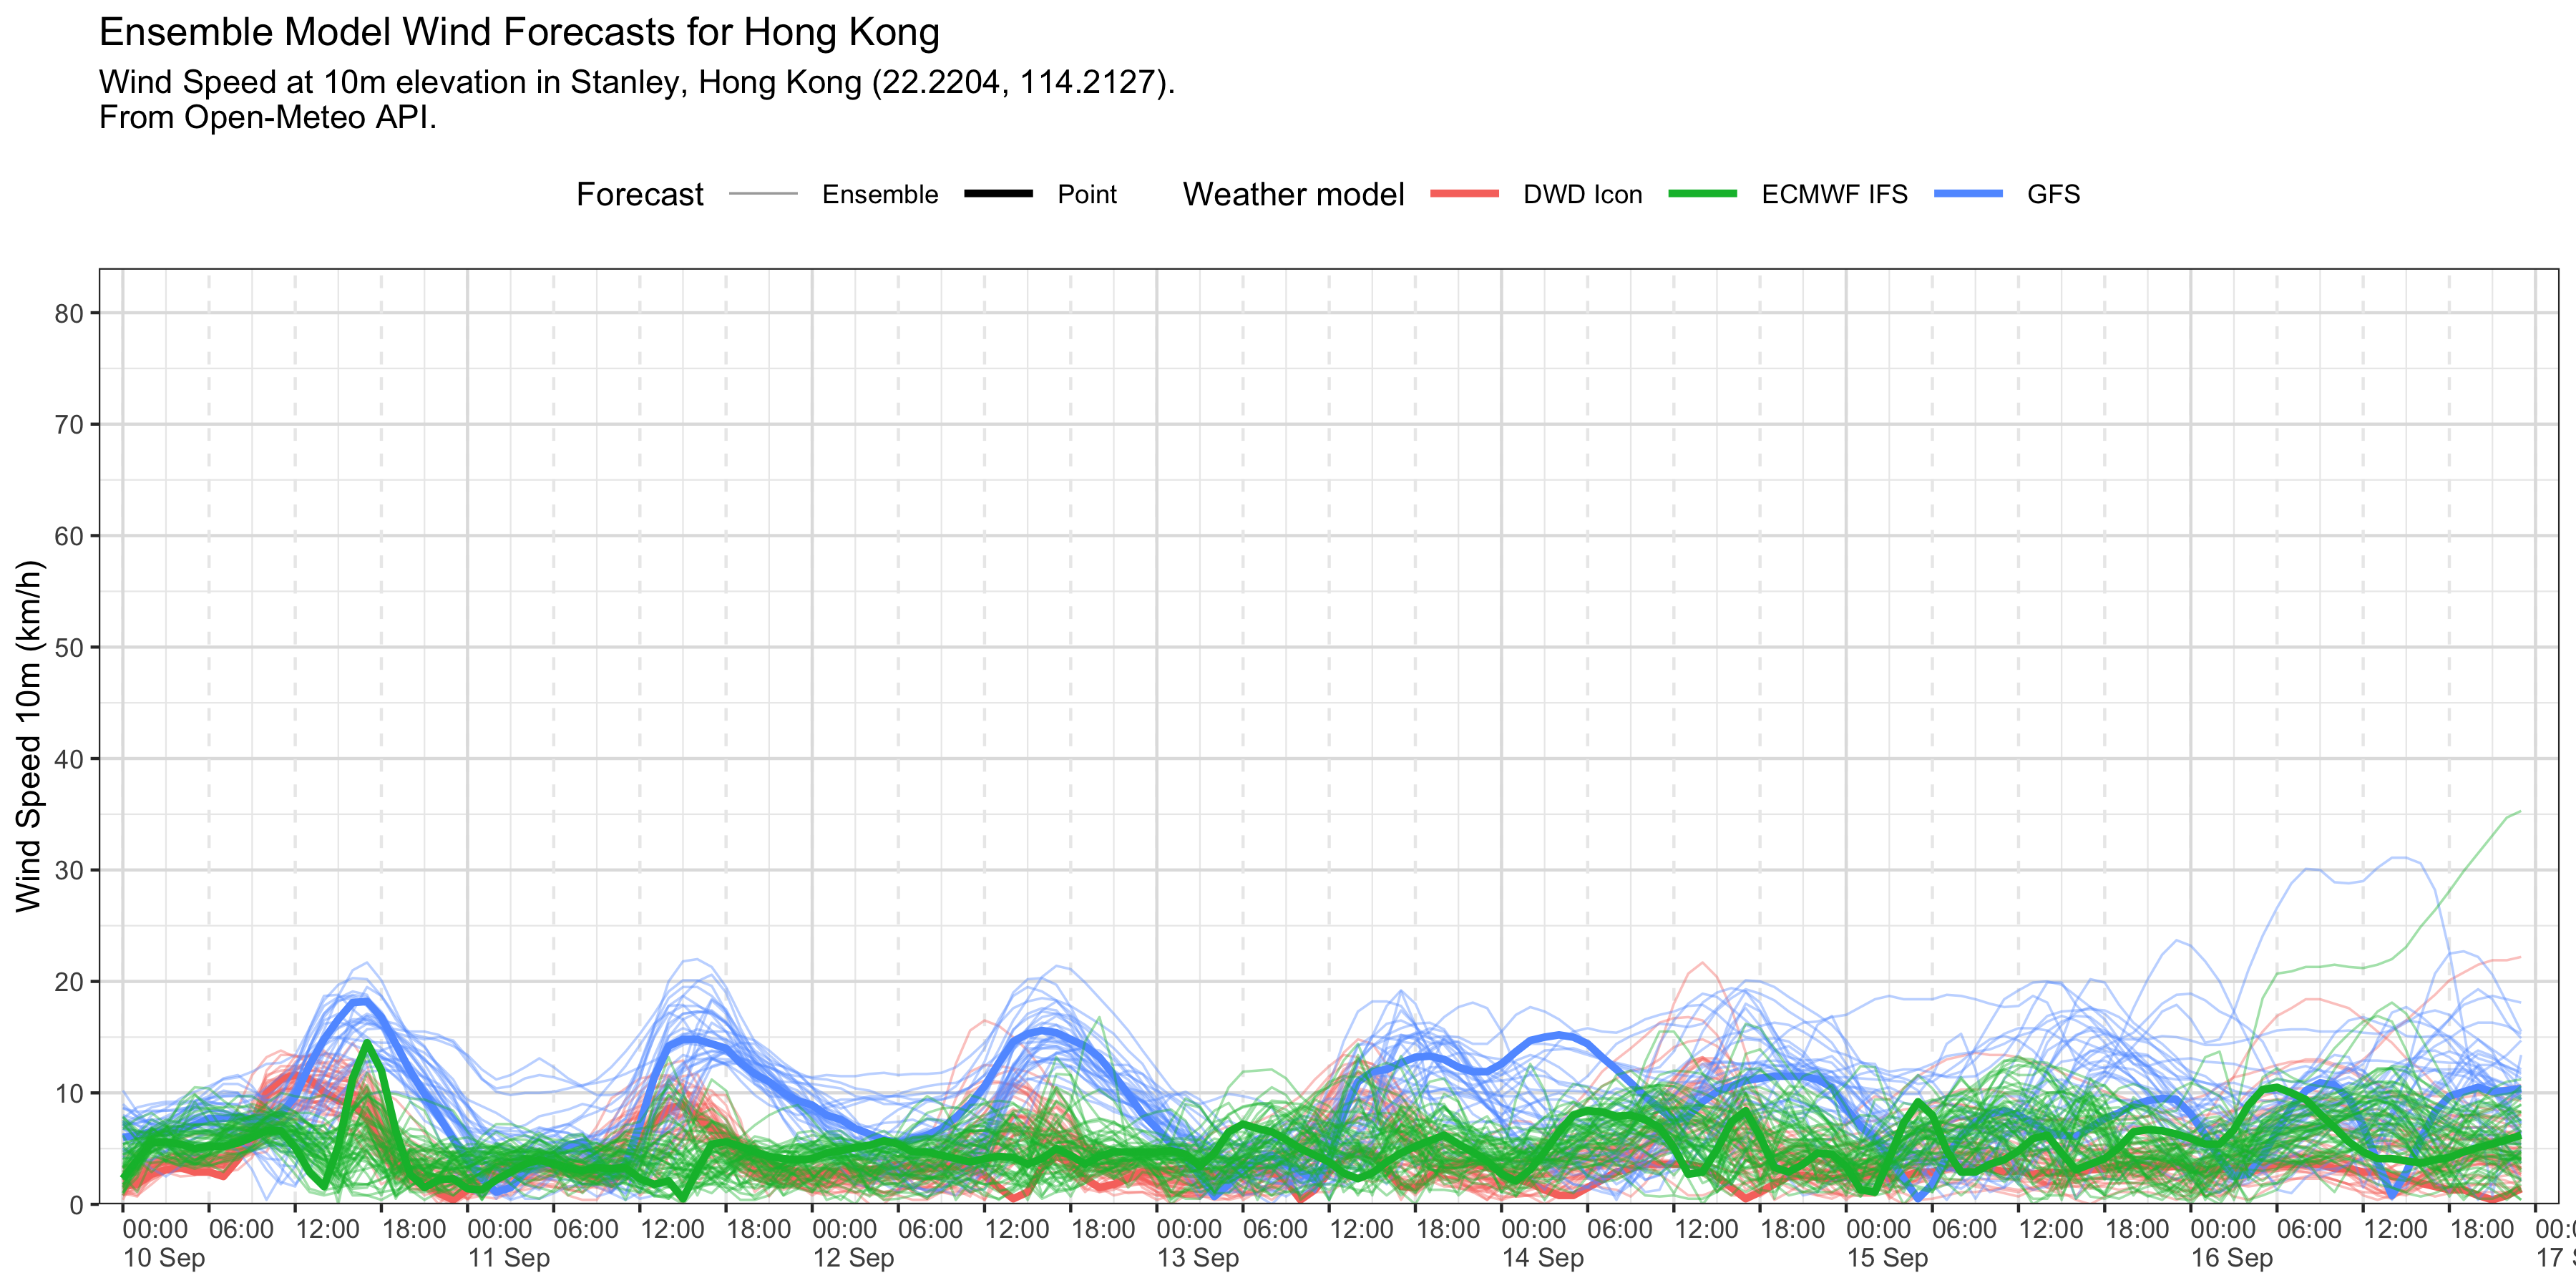 Ensemble Model Wind Forecasts for Hong Kong
Wind Speed at 10m elevation in Stanley, Hong Kong (22.2204, 114.2127).
From Open-Meteo API.
Forecast Ensemble Point Weather model DWD Icon ECMWF IFS GFS
Wind Speed 10m (km/h)
80
70
60
50
40
30
20
10
0
00:00 06:00 12:00 18:00 00:00 06:00 12:00 18:00 00:00 06:00 12:00 18:00 00:00 06:00 12:00 18:00 00:00 06:00 12:00 18:00 00:00 06:00 12:00 18:00 00:00 06:00 12:00 18:00
10 Sep 11 Sep 12 Sep 13 Sep 14 Sep 15 Sep 16 Sep 17